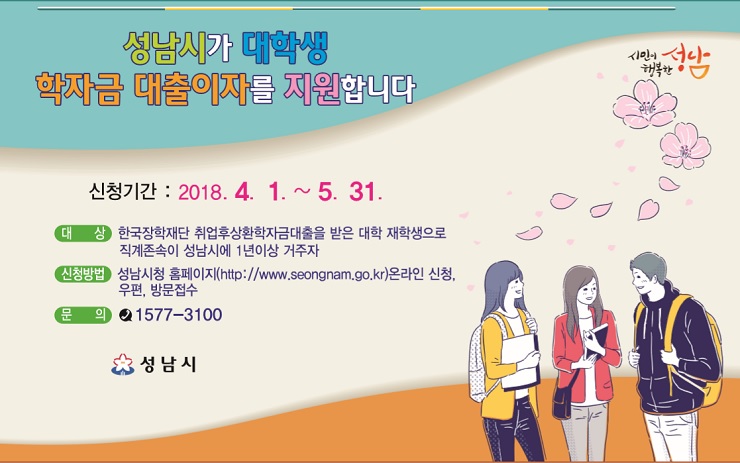 성남시가 대학생
학자금 대출이자를 지원합니다
시민이
행복한 성남
신청기간 : 2018. 4. 1. ~ 5. 31.
대 상 한국장학재단 취업후상환학자금대출을 받은 대학 재학생으로
직계존속이 성남시에 1년이상 거주자
신청방법 성남시청 홈페이지(http://www.seongnam.go.kr)온라인 신청,
우편, 방문접수
문 의 1577-3100
성남시